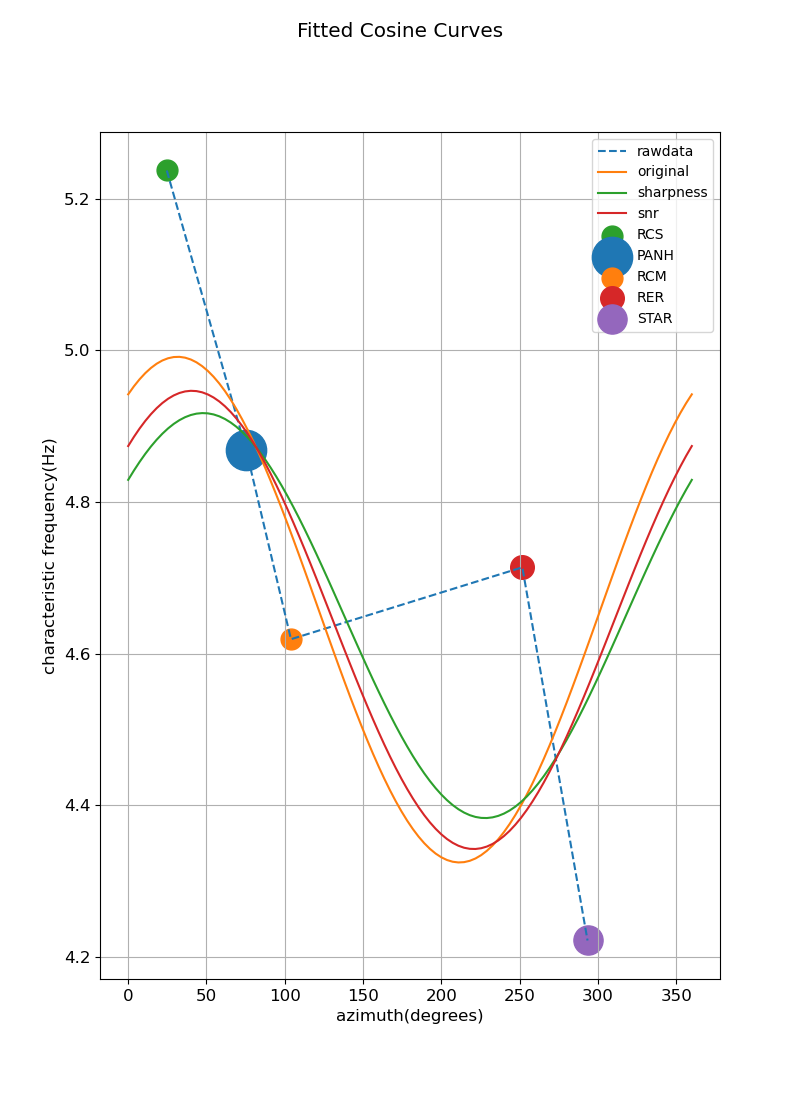 Fitted Cosine Curves
rawdata
original
sharpness
snr
RCS
PANH
RCM
RER
STAR
5.2
5.0
4.8
4.6
4.4
4.2
characteristic frequency(Hz)
0 50 100 150 200 250 300 350
azimuth(degrees)